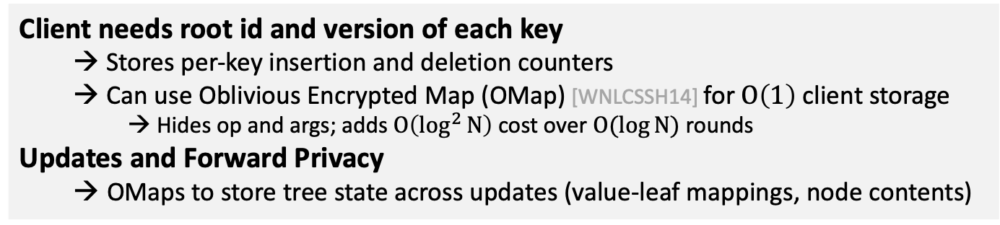 Client needs root id and version of each key
→ Stores per-key insertion and deletion counters
→ Can use Oblivious Encrypted Map (OMap) [WNLCSSH14] for O(1) client storage
→ Hides op and args; adds O(log² N) cost over O(log N) rounds
Updates and Forward Privacy
→ OMaps to store tree state across updates (value-leaf mappings, node contents)